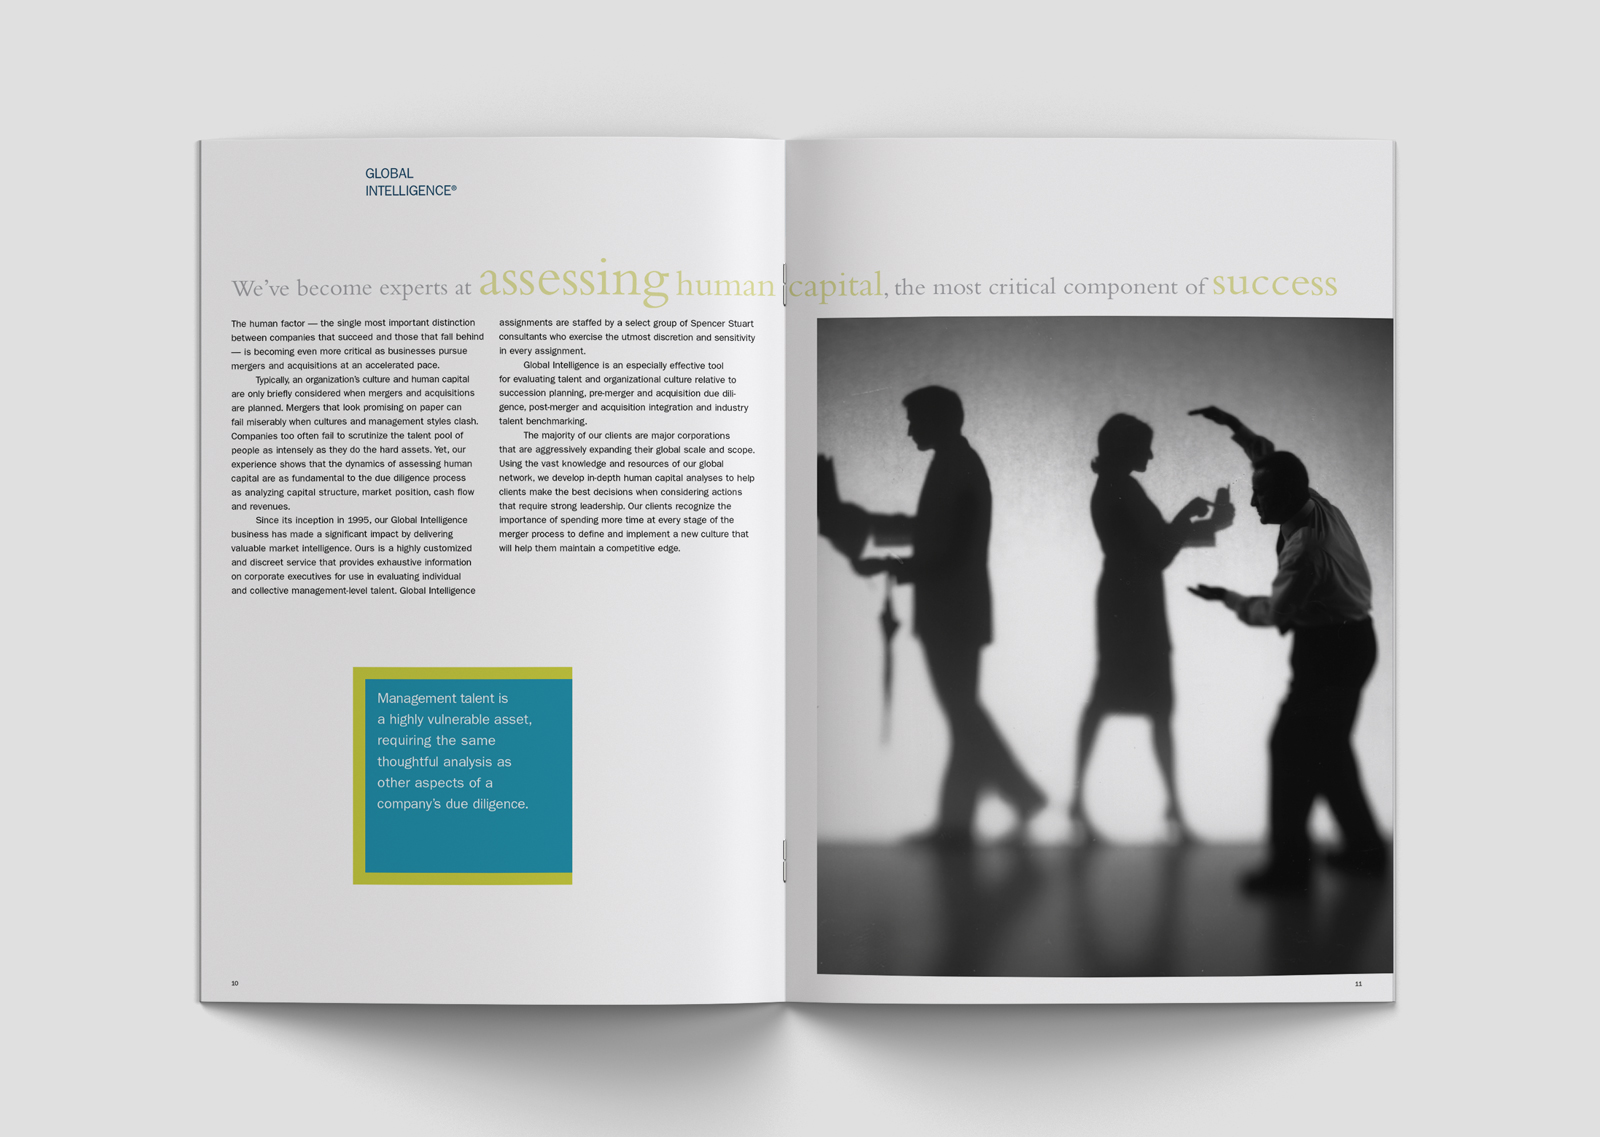 GLOBAL
INTELLIGENCE®
We've become experts at assessing human capital, the most critical component of success
The human factor — the single most important distinction
between companies that succeed and those that fall behind
— is becoming even more critical as businesses pursue
mergers and acquisitions at an accelerated pace.
Typically, an organization's culture and human capital
are only briefly considered when mergers and acquisitions
are planned. Mergers that look promising on paper can
fail miserably when cultures and management styles clash.
Companies too often fail to scrutinize the talent pool of
people as intensely as they do the hard assets. Yet, our
experience shows that the dynamics of assessing human
capital are as fundamental to the due diligence process
as analyzing capital structure, market position, cash flow
and revenues.
Since its inception in 1995, our Global Intelligence
business has made a significant impact by delivering
valuable market intelligence. Ours is a highly customized
and discreet service that provides exhaustive information
on corporate executives for use in evaluating individual
and collective management-level talent. Global Intelligence
assignments are staffed by a select group of Spencer Stuart
consultants who exercise the utmost discretion and sensitivity
in every assignment.
Global Intelligence is an especially effective tool
for evaluating talent and organizational culture relative to
succession planning, pre-merger and acquisition due dili-
gence, post-merger and acquisition integration and industry
talent benchmarking.
The majority of our clients are major corporations
that are aggressively expanding their global scale and scope.
Using the vast knowledge and resources of our global
network, we develop in-depth human capital analyses to help
clients make the best decisions when considering actions
that require strong leadership. Our clients recognize the
importance of spending more time at every stage of the
merger process to define and implement a new culture that
will help them maintain a competitive edge.
Management talent is
a highly vulnerable asset,
requiring the same
thoughtful analysis as
other aspects of a
company's due diligence.
10
11